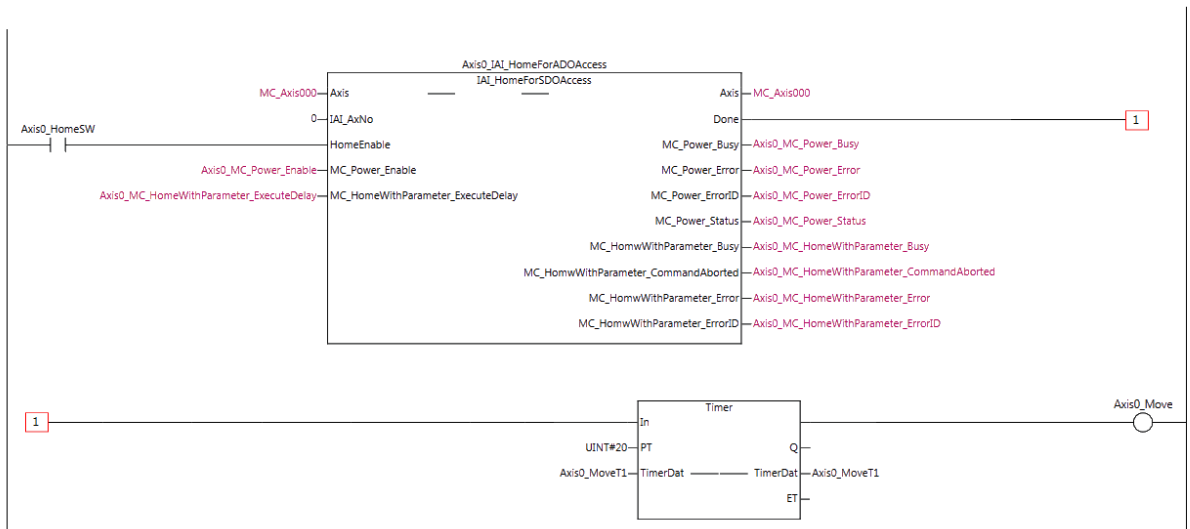 Axis0_IAI_HomeForADOAccess
IAI_HomeForSDOAccess
MC_Axis000 Axis Axis MC_Axis000
0 IAI_AxNo Done 1
Axis0_HomeSW
HomeEnable MC_Power_Busy Axis0_MC_Power_Busy
Axis0_MC_Power_Enable MC_Power_Enable MC_Power_Error Axis0_MC_Power_Error
Axis0_MC_HomeWithParameter_ExecuteDelay MC_HomeWithParameter_ExecuteDelay MC_Power_ErrorID Axis0_MC_Power_ErrorID
MC_Power_Status Axis0_MC_Power_Status
MC_HomwWithParameter_Busy Axis0_MC_HomeWithParameter_Busy
MC_HomwWithParameter_CommandAborted Axis0_MC_HomeWithParameter_CommandAborted
MC_HomwWithParameter_Error Axis0_MC_HomeWithParameter_Error
MC_HomwWithParameter_ErrorID Axis0_MC_HomeWithParameter_ErrorID
Timer
Axis0_Move
1 In
UINT#20 PT Q
Axis0_MoveT1 TimerDat TimerDat Axis0_MoveT1
ET